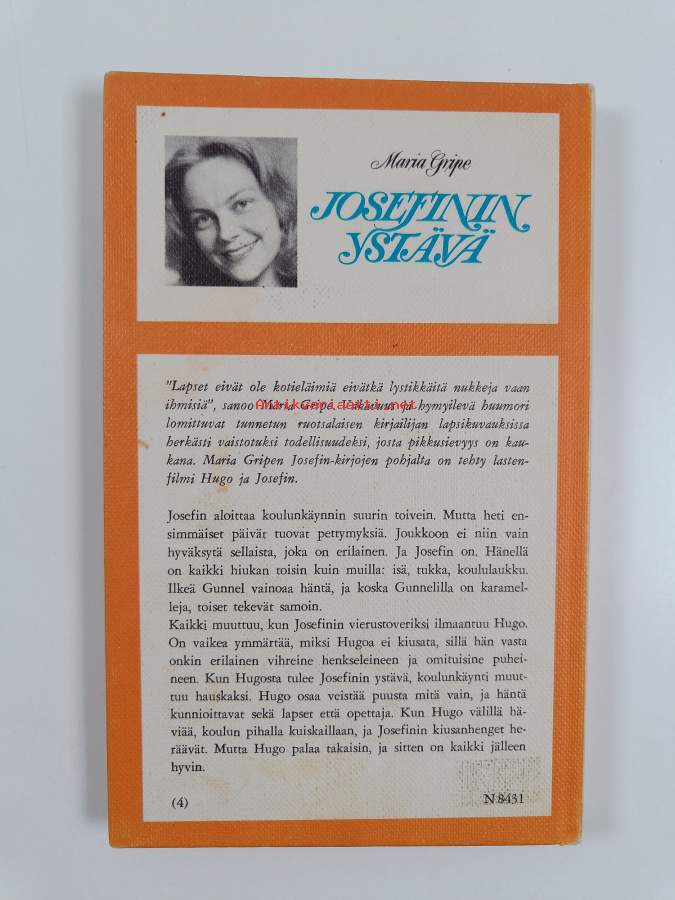 Maria Gripe
JOSEFININ
YSTÄVÄ
"Lapset eivät ole kotieläimiä eivätkä lystikkäitä nukkeja vaan
ihmisiä", sanoo Maria Gripe. Vakavuus ja hymyilevä huumori
lomittuvat tunnetun ruotsalaisen kirjailijan lapsikuvauksissa
herkästi vaistotuksi todellisuudeksi, josta pikkusievyys on kau-
kana. Maria Gripen Josefin-kirjojen pohjalta on tehty lasten-
filmi Hugo ja Josefin.
Josefin aloittaa koulunkäynnin suurin toivein. Mutta heti en-
simmäiset päivät tuovat pettymyksiä. Joukkoon ei niin vain
hyväksytä sellaista, joka on erilainen. Ja Josefin on. Hänellä
on kaikki hiukan toisin kuin muilla: isä, tukka, koululaukku.
Ilkeä Gunnel vainoaa häntä, ja koska Gunnelilla on karamel-
leja, toiset tekevät samoin.
Kaikki muuttuu, kun Josefinin vierustoveriksi ilmaantuu Hugo.
On vaikea ymmärtää, miksi Hugoa ei kiusata, sillä hän vasta
onkin erilainen vihreine henkseleineen ja omituisine puhei-
neen. Kun Hugosta tulee Josefinin ystävä, koulunkäynti muut-
tuu hauskaksi. Hugo osaa veistää puusta mitä vain, ja häntä
kunnioittavat sekä lapset että opettaja. Kun Hugo välillä hä-
viää, koulun pihalla kuiskaillaan, ja Josefinin kiusanhenget he-
räävät. Mutta Hugo palaa takaisin, ja sitten on kaikki jälleen
hyvin.
(4)
N 8431